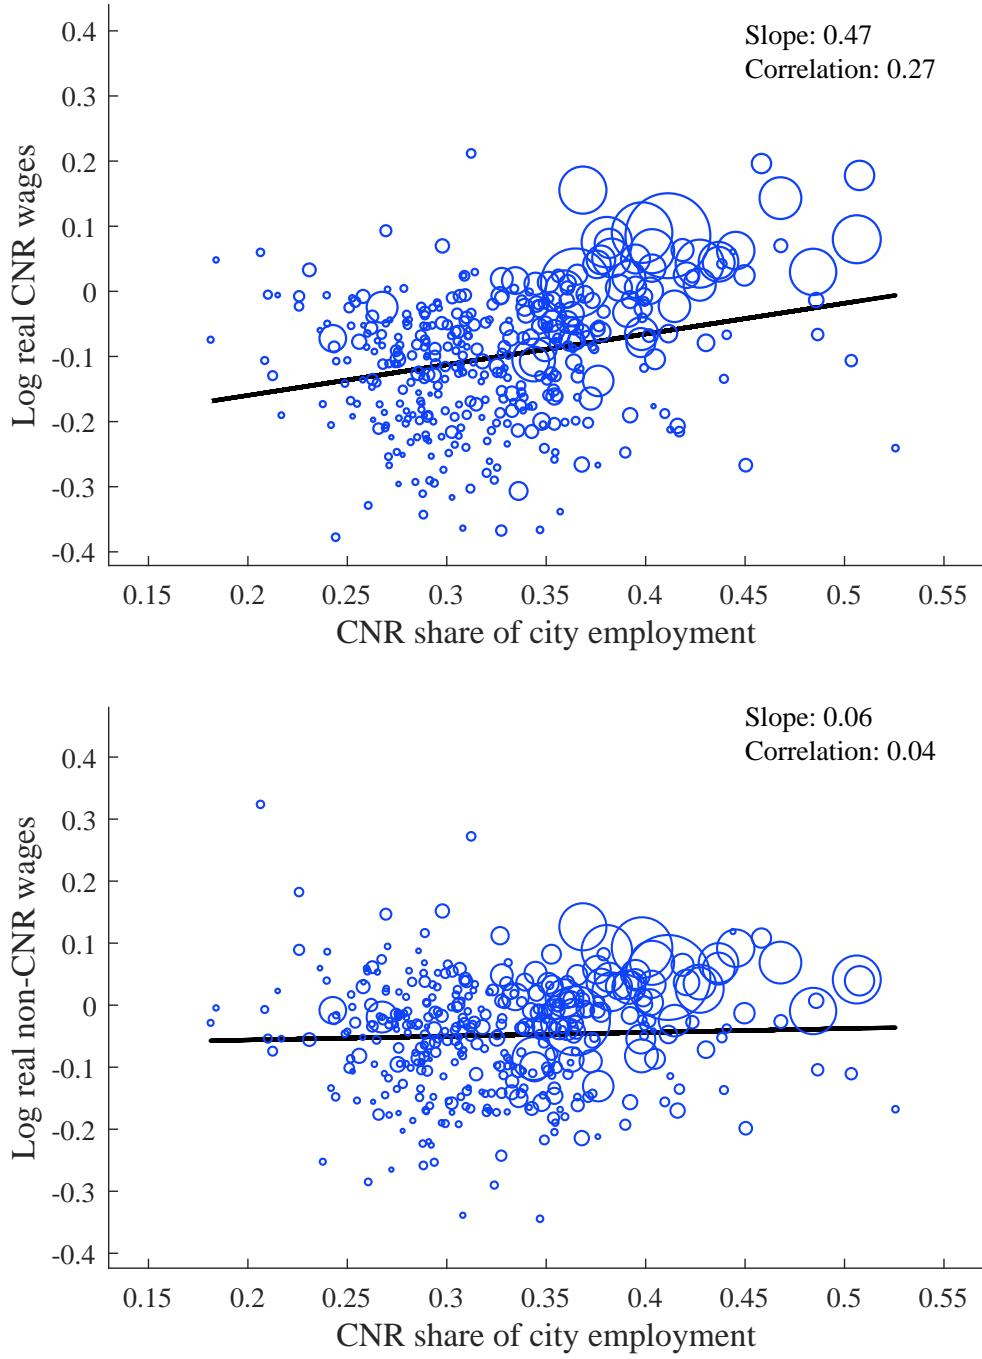 Slope: 0.47
Correlation: 0.27
Log real CNR wages
0.4
0.3
0.2
0.1
0
-0.1
-0.2
-0.3
-0.4
0.15 0.2 0.25 0.3 0.35 0.4 0.45 0.5 0.55
CNR share of city employment
Slope: 0.06
Correlation: 0.04
Log real non-CNR wages
0.4
0.3
0.2
0.1
0
-0.1
-0.2
-0.3
-0.4
0.15 0.2 0.25 0.3 0.35 0.4 0.45 0.5 0.55
CNR share of city employment